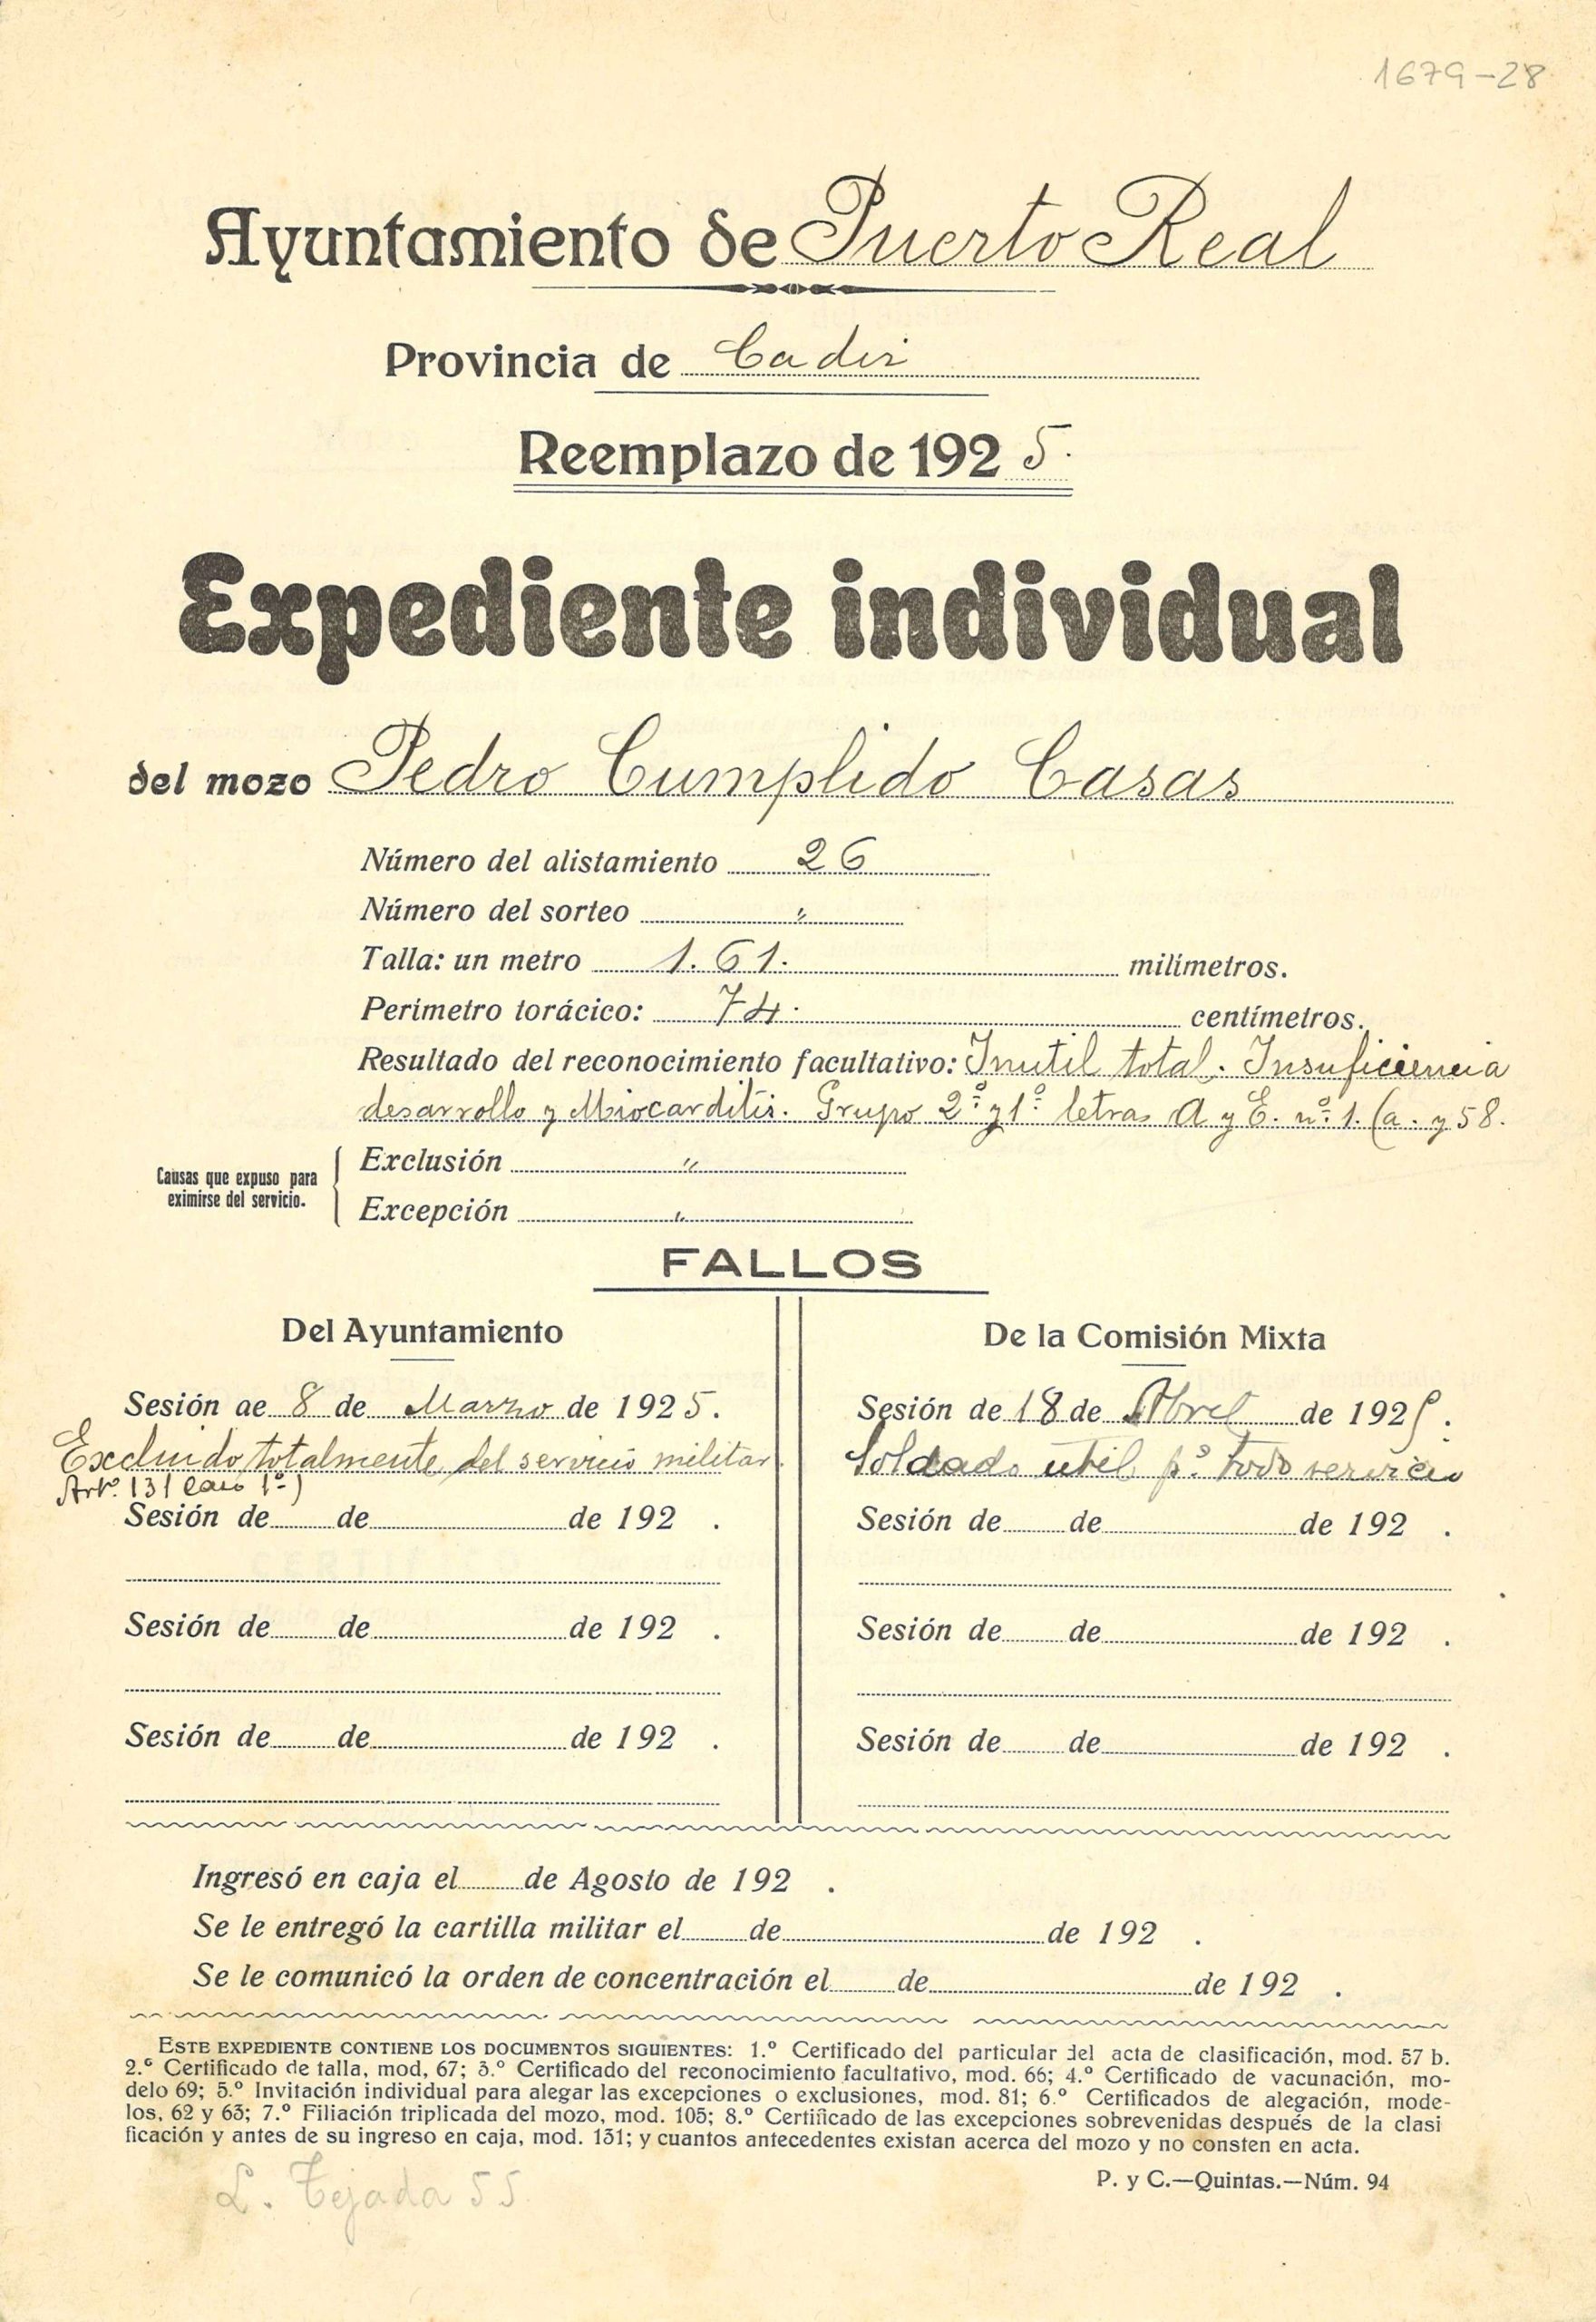 1679-28
Ayuntamiento de Puerto Real
Provincia de Cadiz
Reemplazo de 1925.
Expediente individual
del mozo Pedro Cumplido Casas
Número del alistamiento 26
Número del sorteo "
Talla: un metro 1.61. milímetros.
Perímetro torácico: 74. centímetros.
Resultado del reconocimiento facultativo: Inutil total. Insuficiencia
desarrollo y Miocarditis. Grupo 2º y 1º letras A y E. nº 1. (a. y 58.
Causas que expuso para
eximirse del servicio.
Exclusión "
Excepción "
FALLOS
Del Ayuntamiento
Sesión ae 8 de Marzo de 1925.
Excluido totalmente del servicio militar
Artº 131 caso 1º)
Sesión de de de 192 .
Sesión de de de 192 .
Sesión de de de 192 .
De la Comisión Mixta
Sesión de 18 de Abril de 1925.
Soldado util pª todo servicio
Sesión de de de 192 .
Sesión de de de 192 .
Sesión de de de 192 .
Ingresó en caja el de Agosto de 192 .
Se le entregó la cartilla militar el de de 192 .
Se le comunicó la orden de concentración el de de 192 .
ESTE EXPEDIENTE CONTIENE LOS DOCUMENTOS SIGUIENTES: 1.º Certificado del particular del acta de clasificación, mod. 57 b.
2.º Certificado de talla, mod, 67; 3.º Certificado del reconocimiento facultativo, mod. 66; 4.º Certificado de vacunación, mo-
delo 69; 5.º Invitación individual para alegar las excepciones o exclusiones, mod. 81; 6.º Certificados de alegación, mode-
los, 62 y 63; 7.º Filiación triplicada del mozo, mod. 105; 8.º Certificado de las excepciones sobrevenidas después de la clasi
ficación y antes de su ingreso en caja, mod. 131; y cuantos antecedentes existan acerca del mozo y no consten en acta.
P. y C.—Quintas.—Núm. 94
L. Tejada 55